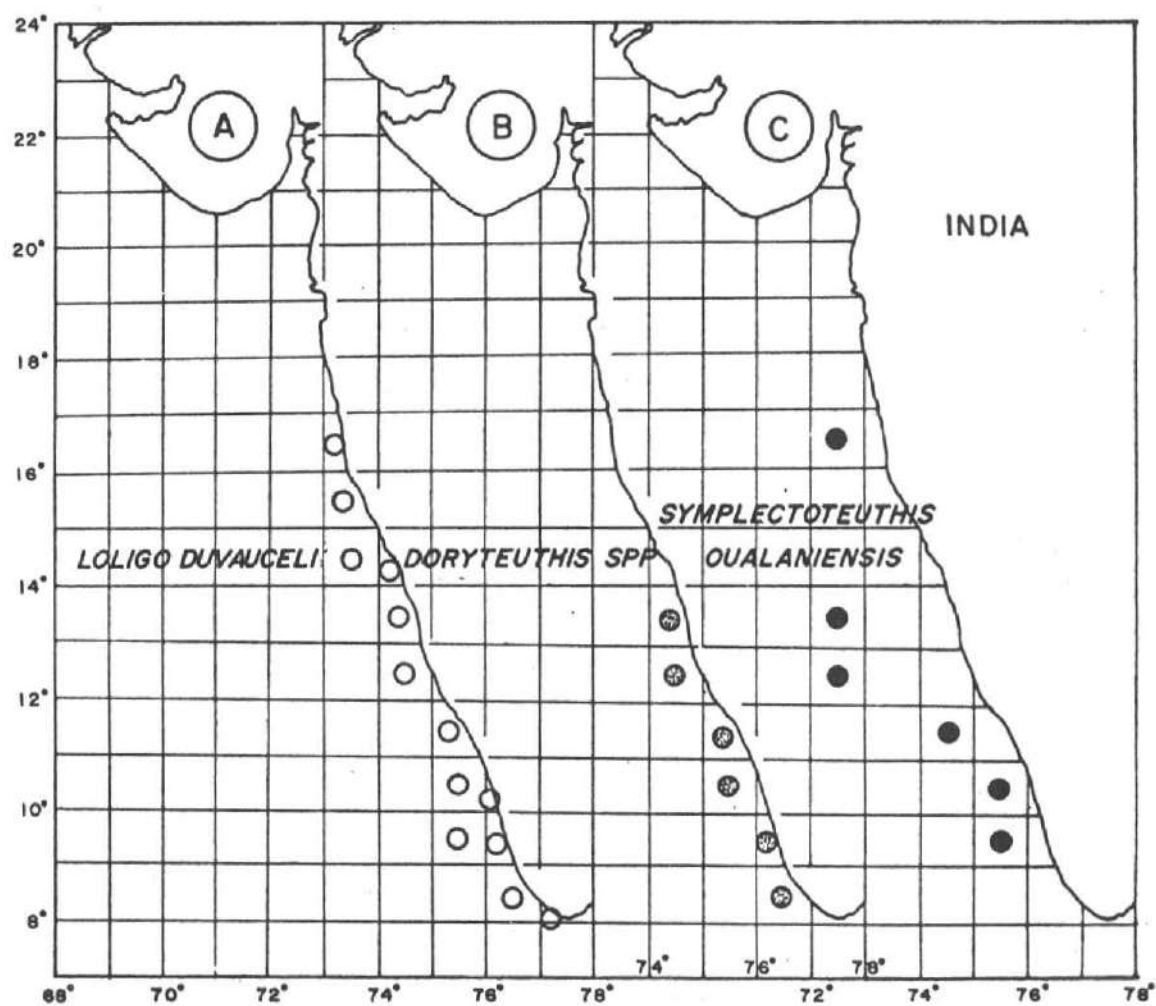 24°
22°
20°
18°
16°
14°
12°
10°
8°
A
B
C
INDIA
SYMPLECTOTEUTHIS
LOLIGO DUVAUCELI DORYTEUTHIS SPP OUALANIENSIS
74° 76° 78°
68° 70° 72° 74° 76° 78° 72° 74° 76° 78°